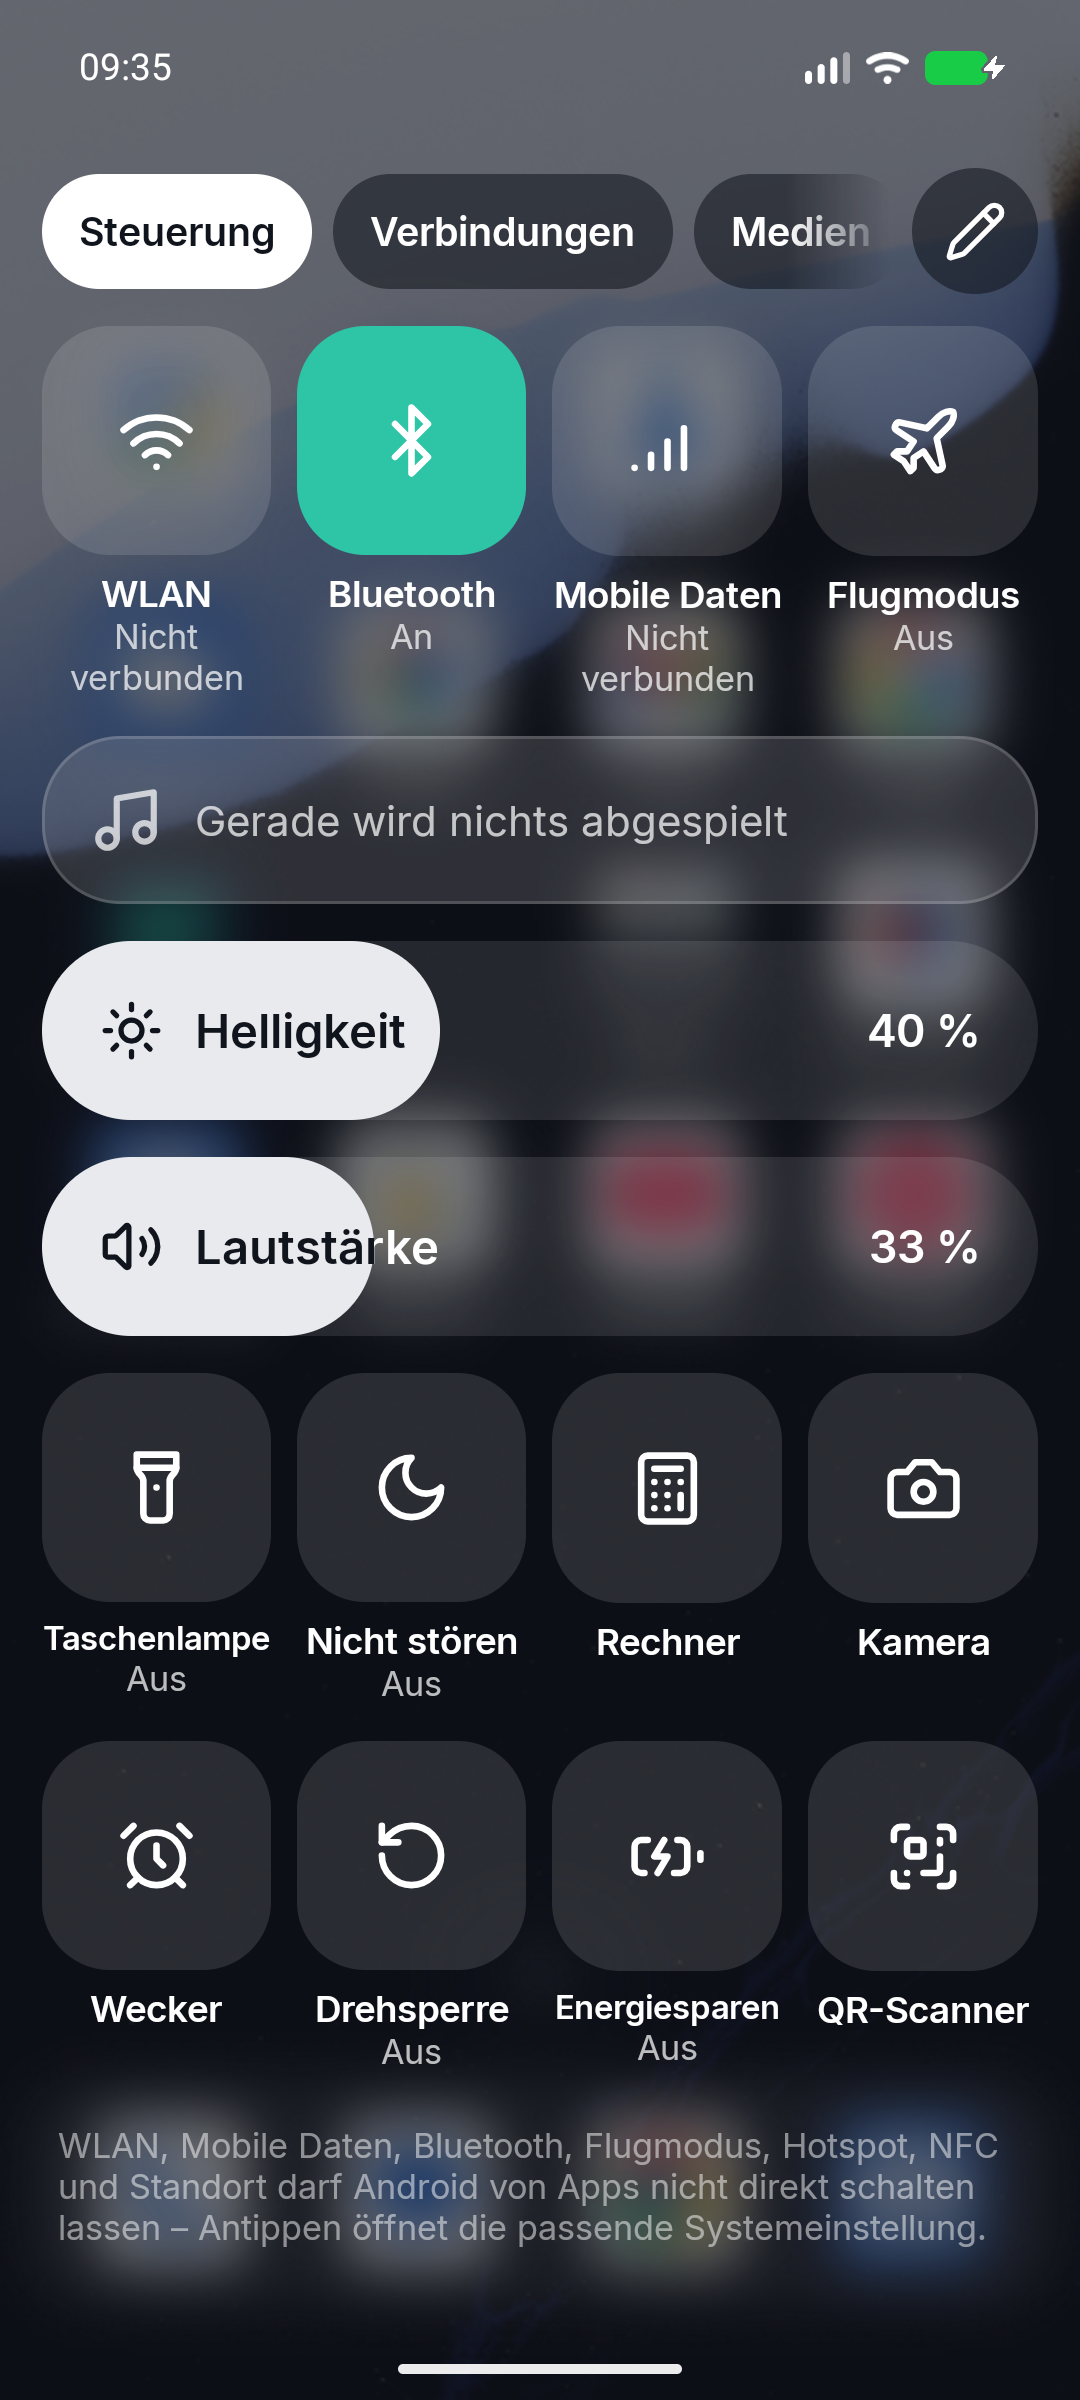 09:35
Steuerung
Verbindungen
Medien
WLAN
Nicht
verbunden
Bluetooth
An
Mobile Daten
Nicht
verbunden
Flugmodus
Aus
Gerade wird nichts abgespielt
Helligkeit
40 %
Lautstärke
33 %
Taschenlampe
Aus
Nicht stören
Aus
Rechner
Kamera
Wecker
Drehsperre
Aus
Energiesparen
Aus
QR-Scanner
WLAN, Mobile Daten, Bluetooth, Flugmodus, Hotspot, NFC
und Standort darf Android von Apps nicht direkt schalten
lassen – Antippen öffnet die passende Systemeinstellung.